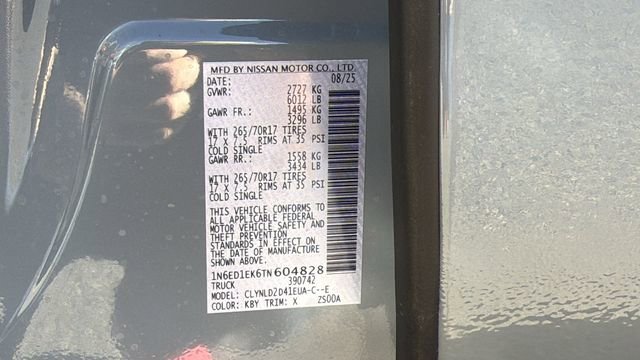 MFD BY NISSAN MOTOR CO., LTD.
DATE: 08/25
GVWR: 2727 KG
6012 LB
GAWR FR.: 1495 KG
3296 LB
WITH 265/70R17 TIRES
17 X 7.5 RIMS AT 35 PSI
COLD SINGLE
GAWR RR.: 1558 KG
3434 LB
WITH 265/70R17 TIRES
17 X 7.5 RIMS AT 35 PSI
COLD SINGLE
THIS VEHICLE CONFORMS TO
ALL APPLICABLE FEDERAL
MOTOR VEHICLE SAFETY AND
THEFT PREVENTION
STANDARDS IN EFFECT ON
THE DATE OF MANUFACTURE
SHOWN ABOVE.
1N6ED1EK6TN604828
TRUCK 390742
MODEL: CLYNLD2D41EUA-C--E
COLOR: KBY TRIM: X ZS00A